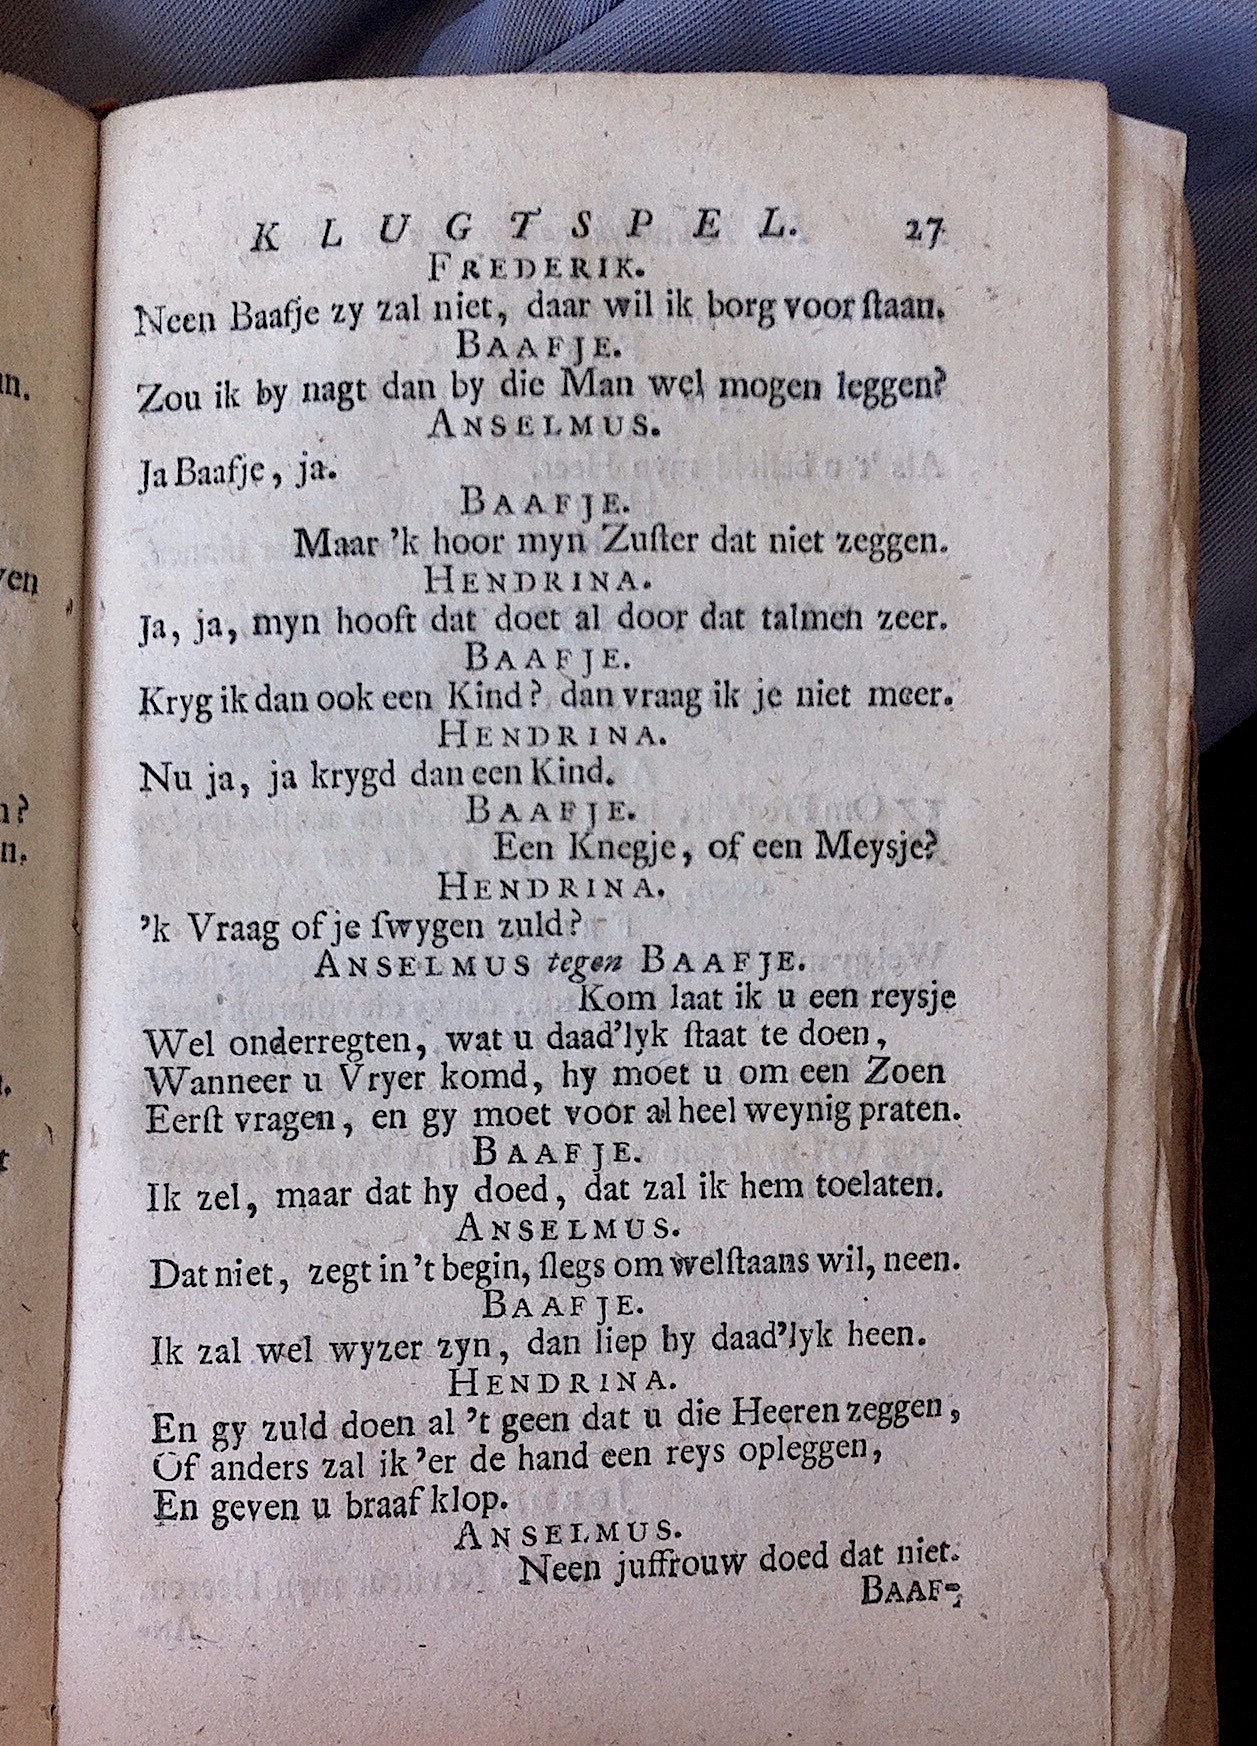 KLUGTSPEL. 27
FREDERIK.
Neen Baafje zy zal niet, daar wil ik borg voor ſtaan.
BAAFJE.
Zou ik by nagt dan by die Man wel mogen leggen?
ANSELMUS.
Ja Baafje, ja.
BAAFJE.
Maar 'k hoor myn Zuſter dat niet zeggen.
HENDRINA.
Ja, ja, myn hooft dat doet al door dat talmen zeer.
BAAFJE.
Kryg ik dan ook een Kind? dan vraag ik je niet meer.
HENDRINA.
Nu ja, ja krygd dan een Kind.
BAAFJE.
Een Knegje, of een Meysje?
HENDRINA.
'k Vraag of je ſwygen zuld?
ANSELMUS tegen BAAFJE.
Kom laat ik u een reysje
Wel onderregten, wat u daad'lyk ſtaat te doen,
Wanneer u Vryer komd, hy moet u om een Zoen
Eerſt vragen, en gy moet voor al heel weynig praten.
BAAFJE.
Ik zel, maar dat hy doed, dat zal ik hem toelaten.
ANSELMUS.
Dat niet, zegt in 't begin, ſlegs om welſtaans wil, neen.
BAAFJE.
Ik zal wel wyzer zyn, dan liep hy daad'lyk heen.
HENDRINA.
En gy zuld doen al 't geen dat u die Heeren zeggen,
Of anders zal ik 'er de hand een reys opleggen,
En geven u braaf klop.
ANSELMUS.
Neen juffrouw doed dat niet.
BAAF-